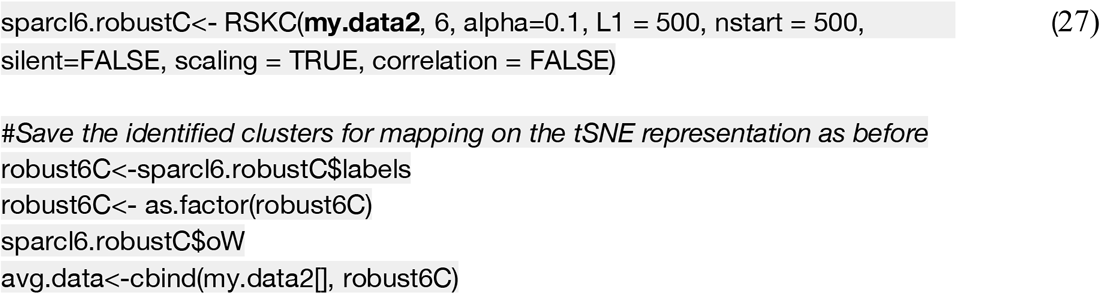 sparcl6.robustC<- RSKC(my.data2, 6, alpha=0.1, L1 = 500, nstart = 500, (27)
silent=FALSE, scaling = TRUE, correlation = FALSE)
#Save the identified clusters for mapping on the tSNE representation as before
robust6C<-sparcl6.robustC$labels
robust6C<- as.factor(robust6C)
sparcl6.robustC$oW
avg.data<-cbind(my.data2[], robust6C)